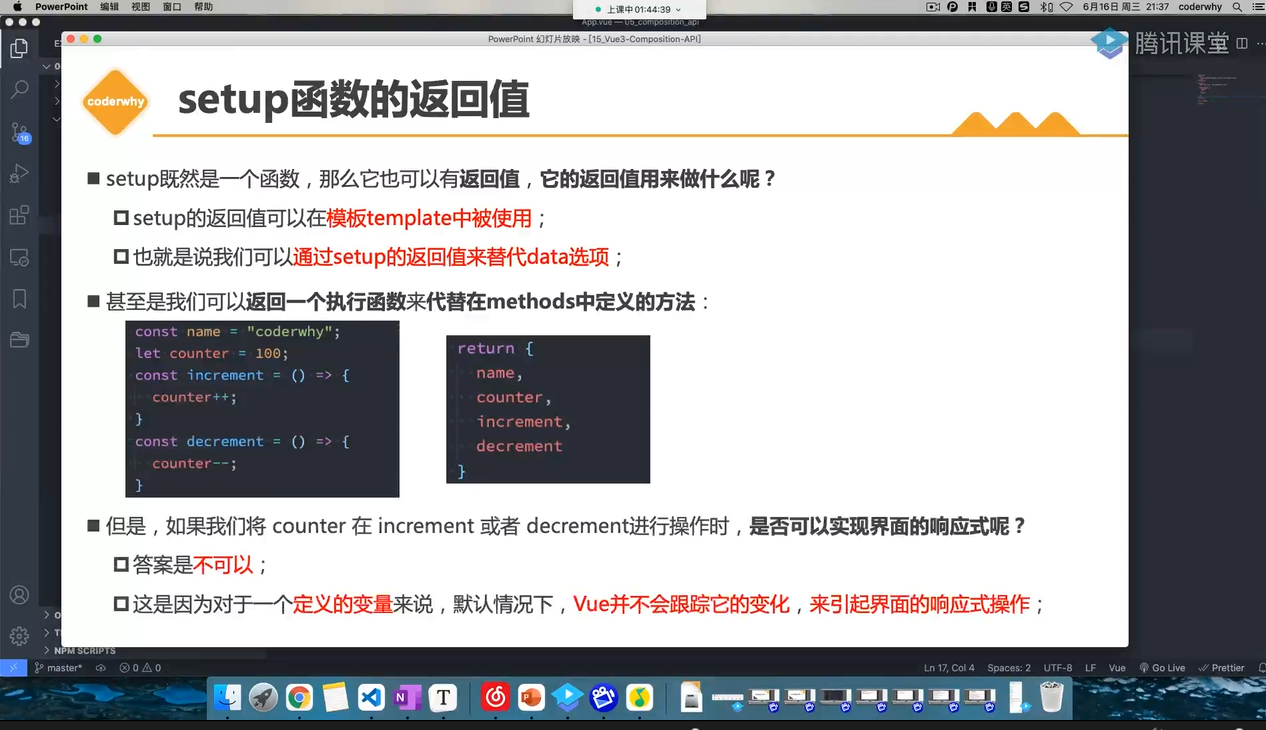 PowerPoint 编辑 视图 窗口 帮助
上课中 01:44:39
6月16日 周三 21:37 coderwhy
App.vue — 05_composition_api
PowerPoint 幻灯片放映 - [15_Vue3-Composition-API]
腾讯课堂
coderwhy
setup函数的返回值
setup既然是一个函数，那么它也可以有返回值，它的返回值用来做什么呢？
setup的返回值可以在模板template中被使用；
也就是说我们可以通过setup的返回值来替代data选项；
甚至是我们可以返回一个执行函数来代替在methods中定义的方法：
const name = "coderwhy";
let counter = 100;
const increment = () => {
counter++;
}
const decrement = () => {
counter--;
}
return {
name,
counter,
increment,
decrement
}
但是，如果我们将 counter 在 increment 或者 decrement进行操作时，是否可以实现界面的响应式呢？
答案是不可以；
这是因为对于一个定义的变量来说，默认情况下，Vue并不会跟踪它的变化，来引起界面的响应式操作；
16
NPM SCRIPTS
master* 0 0
Ln 17, Col 4 Spaces: 2 UTF-8 LF Vue Go Live Prettier